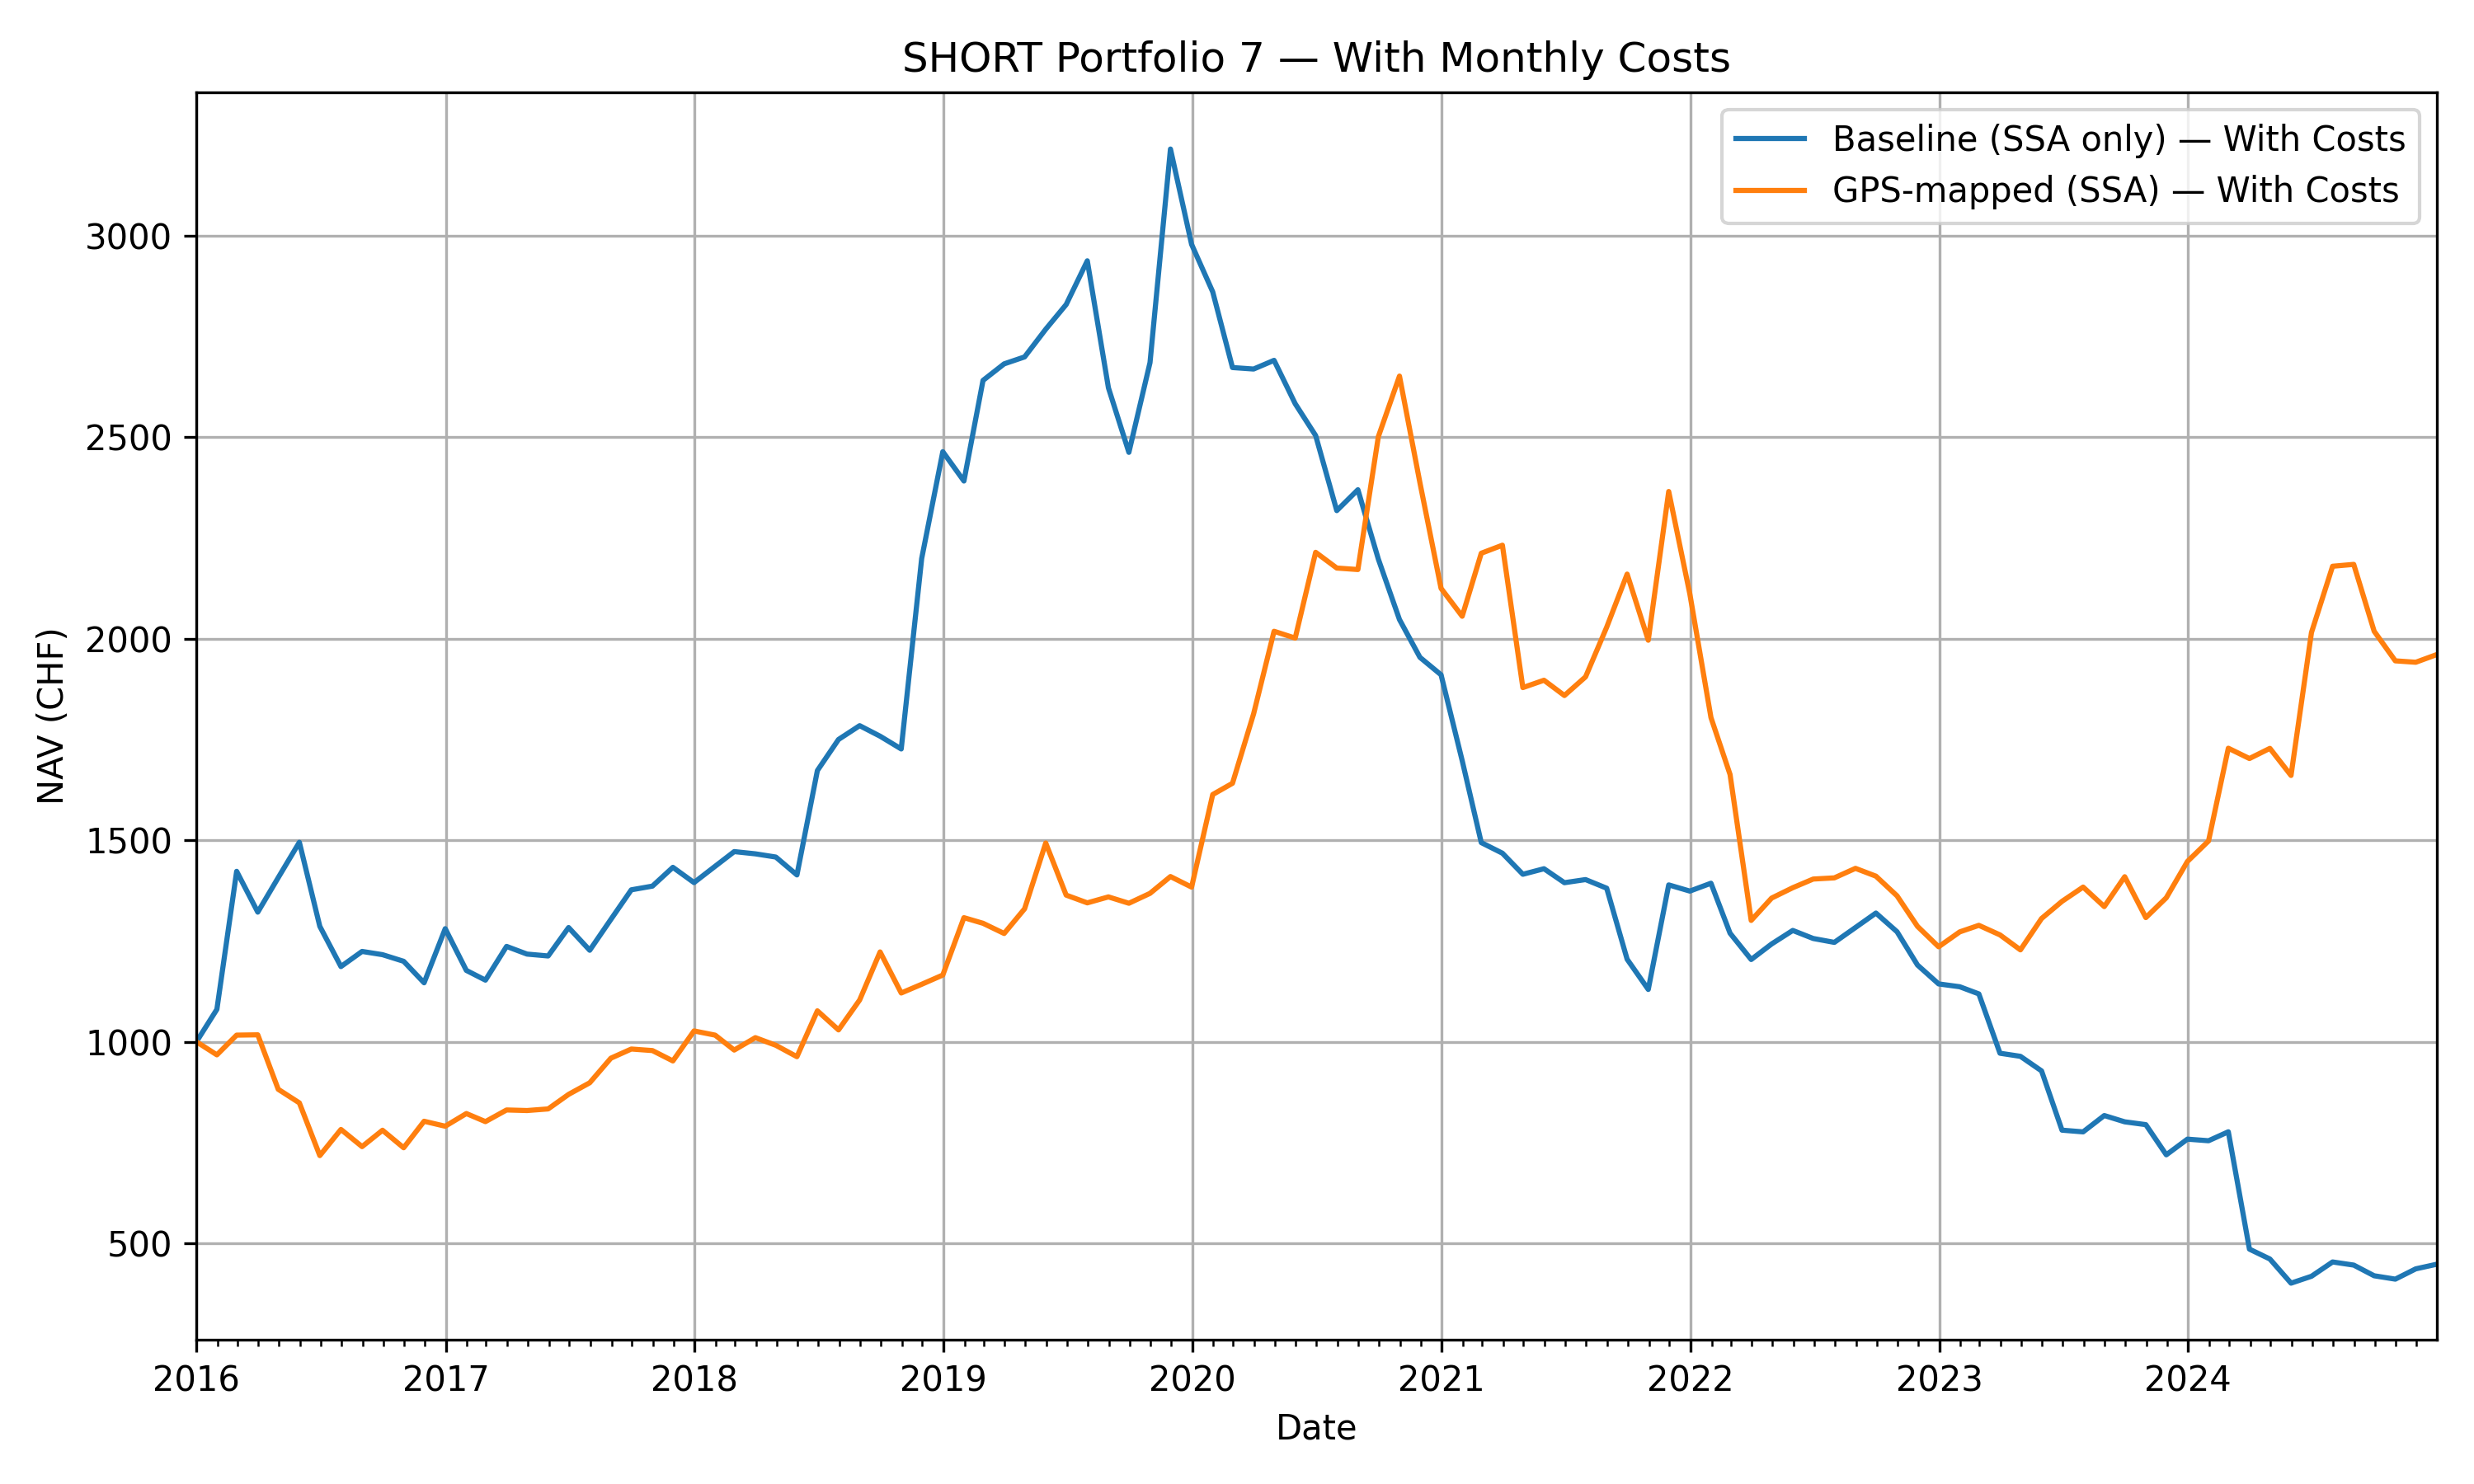 SHORT Portfolio 7 — With Monthly Costs
Baseline (SSA only) — With Costs
GPS-mapped (SSA) — With Costs
NAV (CHF)
3000
2500
2000
1500
1000
500
2016 2017 2018 2019 2020 2021 2022 2023 2024
Date